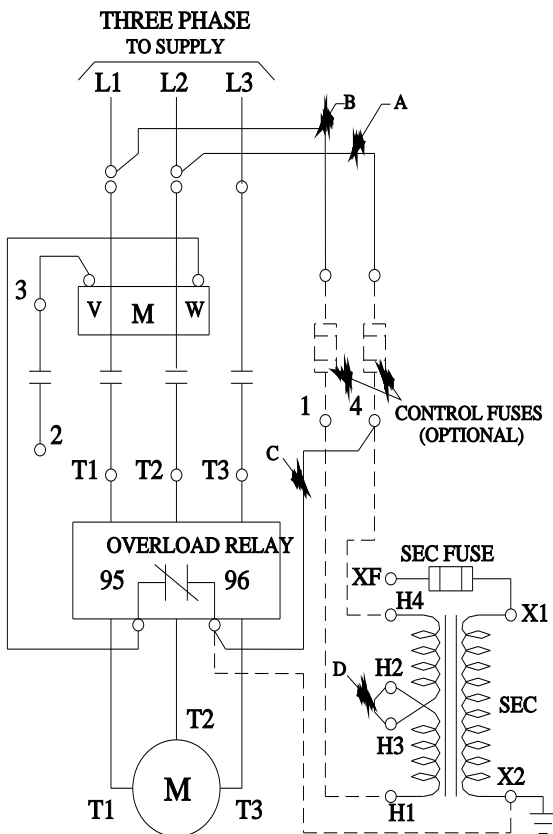 THREE PHASE
TO SUPPLY
L1 L2 L3
B A
3
V M W
2
1 4
CONTROL FUSES
(OPTIONAL)
C
T1 T2 T3
OVERLOAD RELAY
95 96
SEC FUSE
XF
H4 X1
D H2
SEC
H3
T2
X2
M
T1 T3 H1